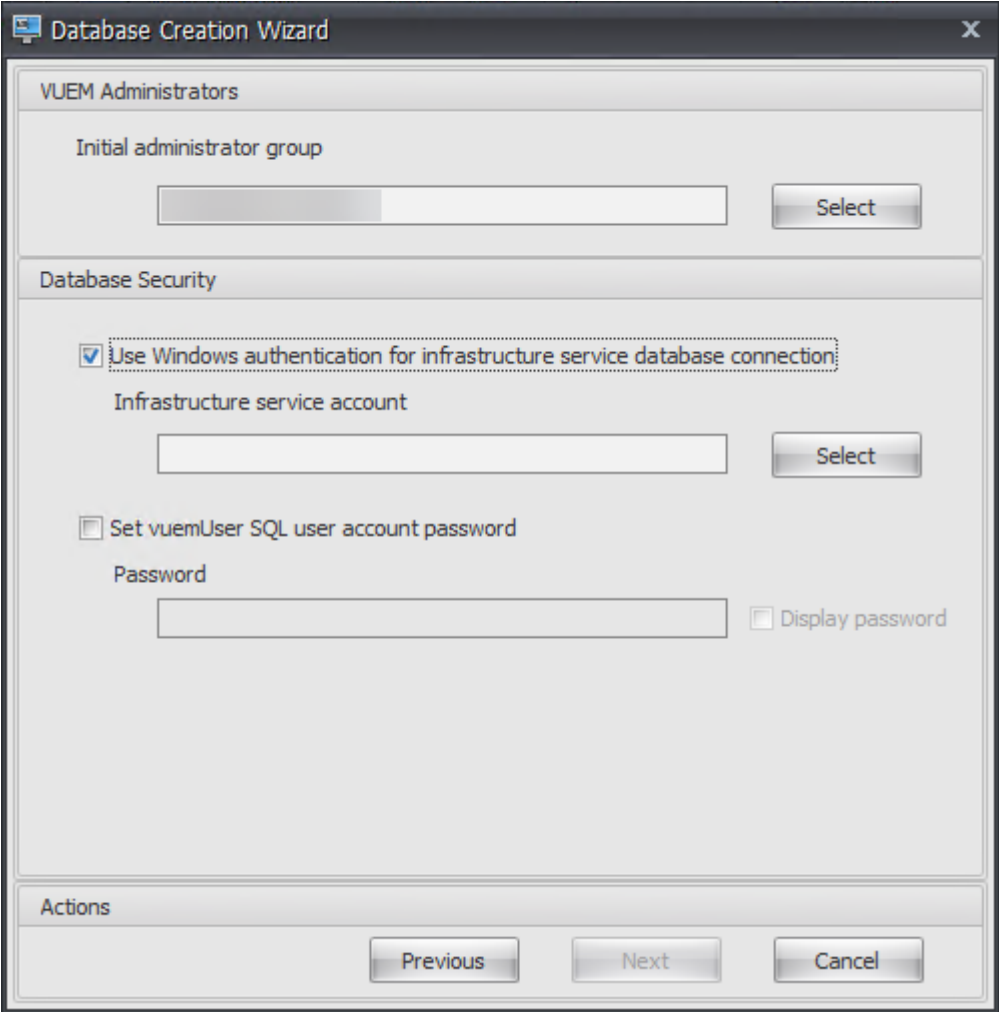 Database Creation Wizard
VUEM Administrators
Initial administrator group
Select
Database Security
Use Windows authentication for infrastructure service database connection
Infrastructure service account
Select
Set vuemUser SQL user account password
Password
Display password
Actions
Previous Next Cancel